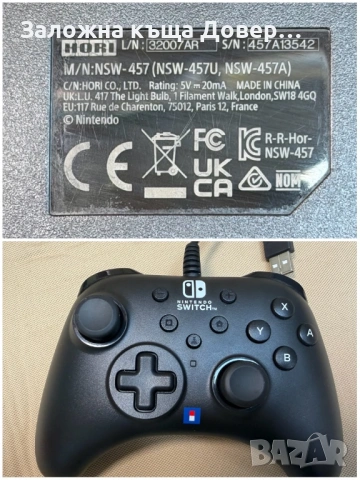 Заложна къща Довер...
HORI L/N: 32007AR S/N: 457A13542
M/N:NSW-457 (NSW-457U, NSW-457A)
C/N:HORI CO., LTD. Rating: 5V⎓20mA MADE IN CHINA
UK:L.U. 417 The Light Bulb, 1 Filament Walk,London,SW18 4GQ
EU:117 Rue de Charenton, 75012, Paris 12, France
© Nintendo
CE
FC
UK
CA
R-R-Hor-
NSW-457
NOM
NINTENDO
SWITCH™
X
Y
A
B
BAZAR